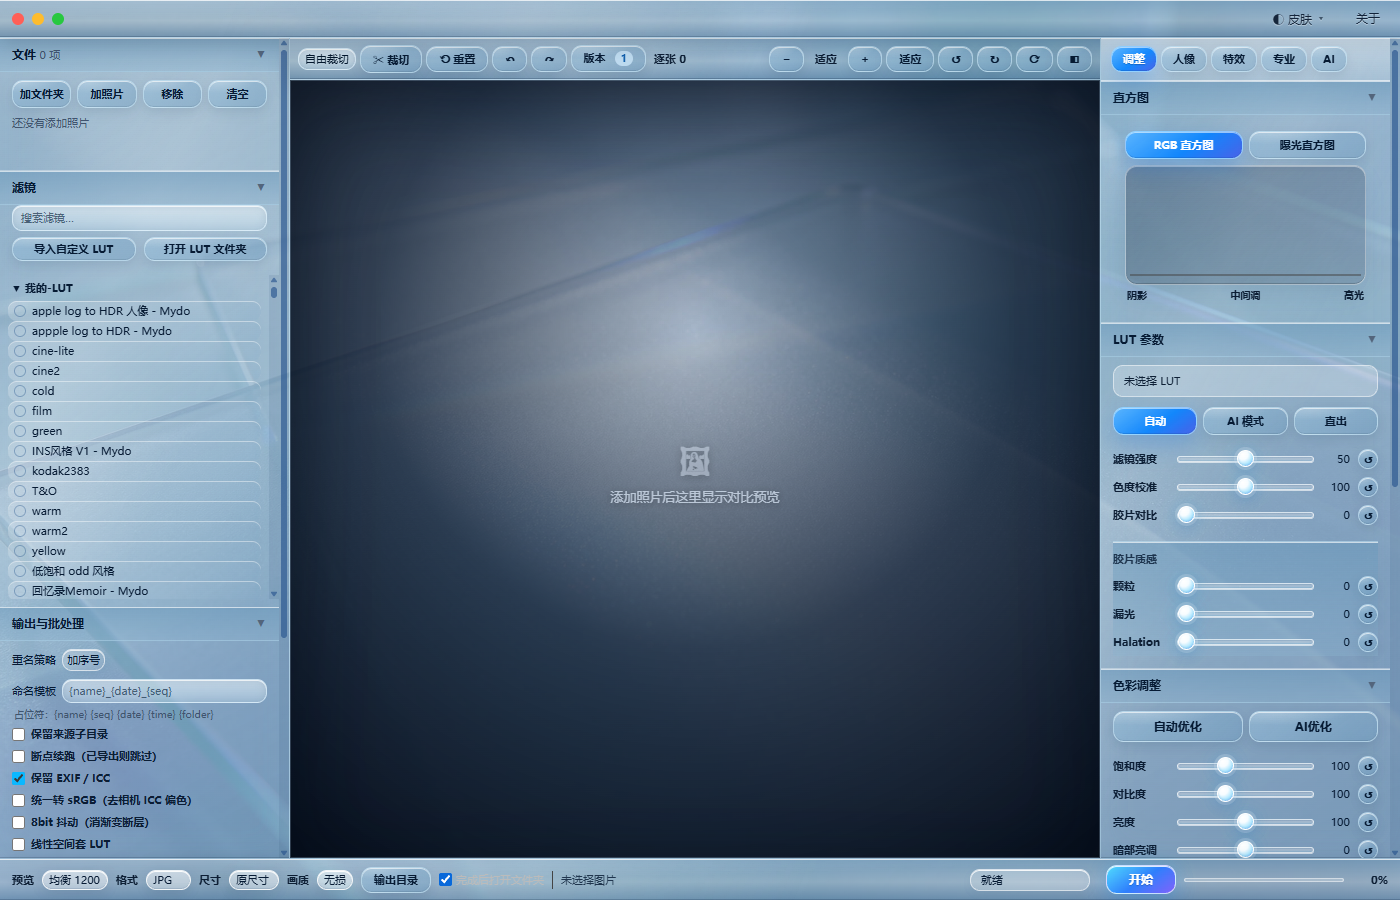 皮肤
关于
文件 0 项
加文件夹
加照片
移除
清空
还没有添加照片
滤镜
搜索滤镜...
导入自定义 LUT
打开 LUT 文件夹
我的-LUT
apple log to HDR 人像 - Mydo
appple log to HDR - Mydo
cine-lite
cine2
cold
film
green
INS风格 V1 - Mydo
kodak2383
T&O
warm
warm2
yellow
低饱和 odd 风格
回忆录Memoir - Mydo
输出与批处理
重名策略 加序号
命名模板 {name}_{date}_{seq}
占位符: {name} {seq} {date} {time} {folder}
保留来源子目录
断点续跑（已导出则跳过）
保留 EXIF / ICC
统一转 sRGB（去相机 ICC 偏色）
8bit 抖动（消渐变断层）
线性空间套 LUT
自由裁切
裁切
重置
版本 1
逐张 0
适应
适应
添加照片后这里显示对比预览
调整
人像
特效
专业
AI
直方图
RGB 直方图
曝光直方图
阴影
中间调
高光
LUT 参数
未选择 LUT
自动
AI 模式
直出
滤镜强度 50
色度校准 100
胶片对比 0
胶片质感
颗粒 0
漏光 0
Halation 0
色彩调整
自动优化
AI优化
饱和度 100
对比度 100
亮度 100
暗部亮调 0
预览 均衡 1200 格式 JPG 尺寸 原尺寸 画质 无损 输出目录 完成后打开文件夹 未选择图片
就绪
开始
0%